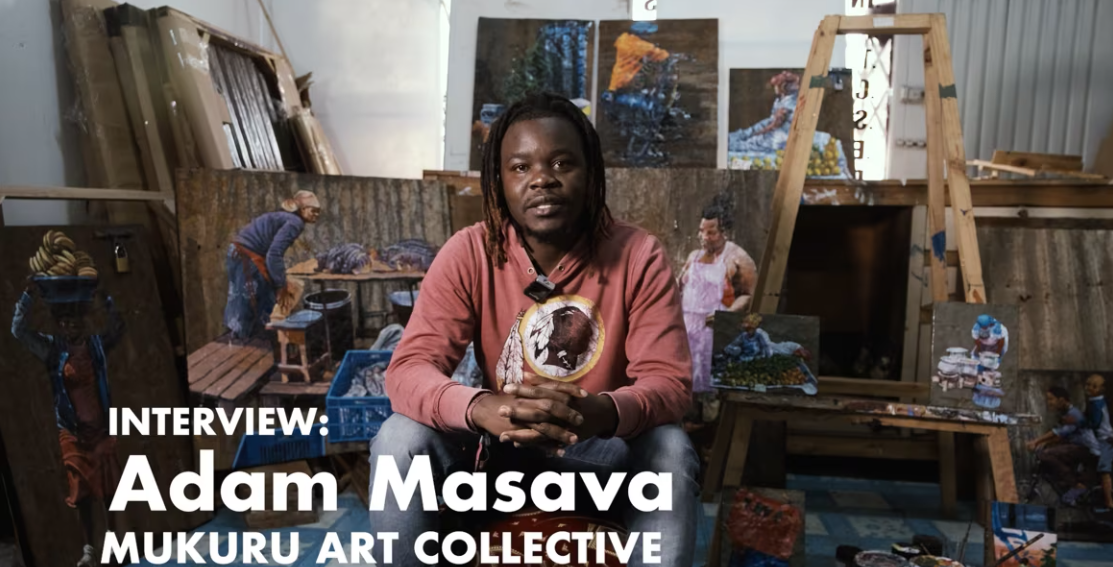 INTERVIEW:
Adam Masava
MUKURU ART COLLECTIVE